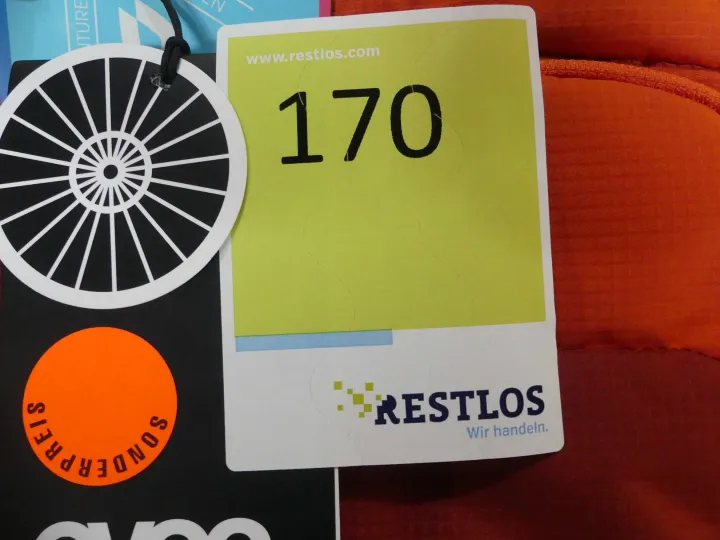 www.restlos.com
170
RESTLOS
Wir handeln.
SONDERPREIS